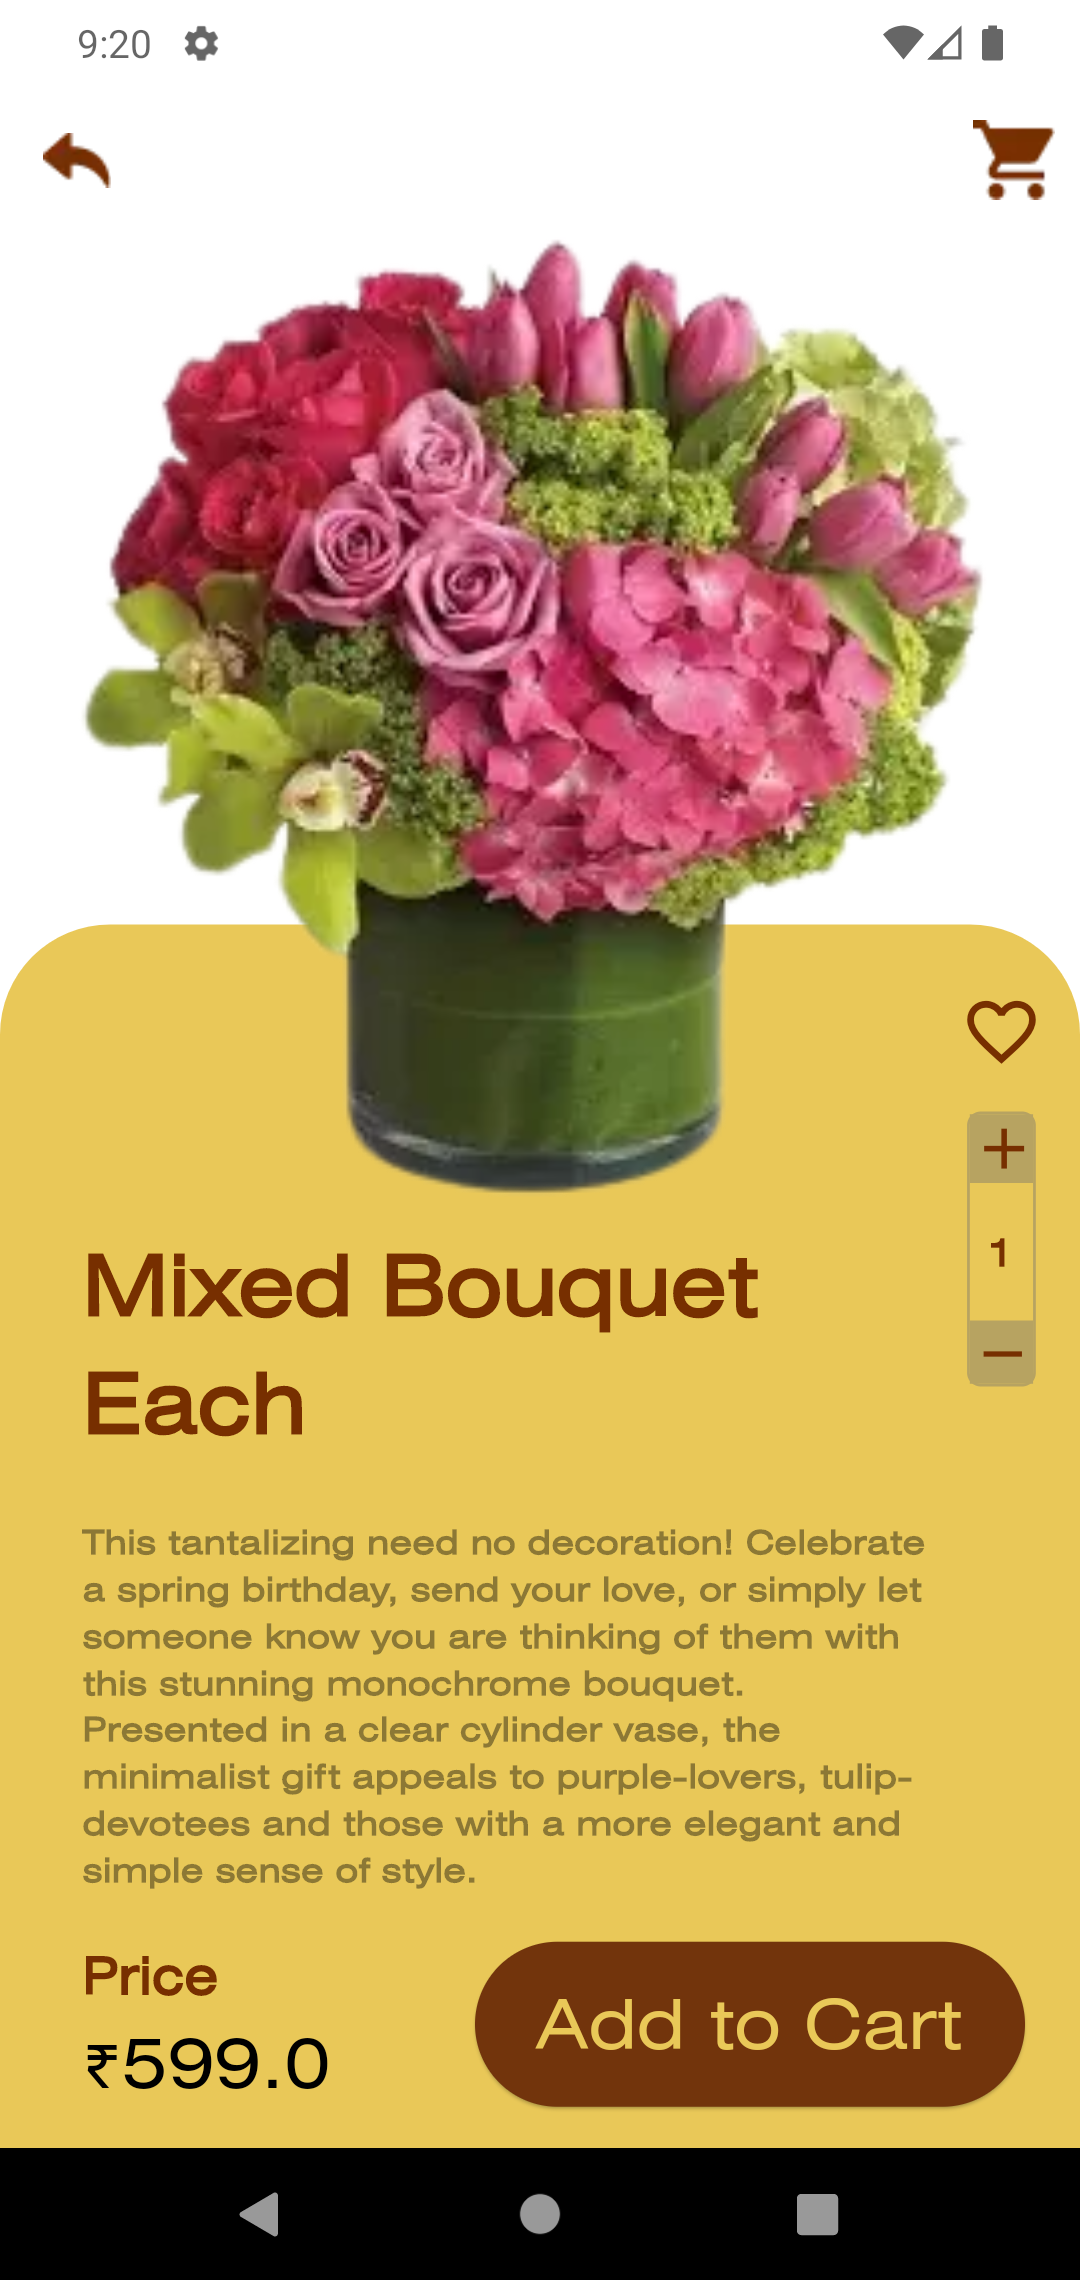 9:20
1
Mixed Bouquet
Each
This tantalizing need no decoration! Celebrate
a spring birthday, send your love, or simply let
someone know you are thinking of them with
this stunning monochrome bouquet.
Presented in a clear cylinder vase, the
minimalist gift appeals to purple-lovers, tulip-
devotees and those with a more elegant and
simple sense of style.
Price
₹599.0
Add to Cart